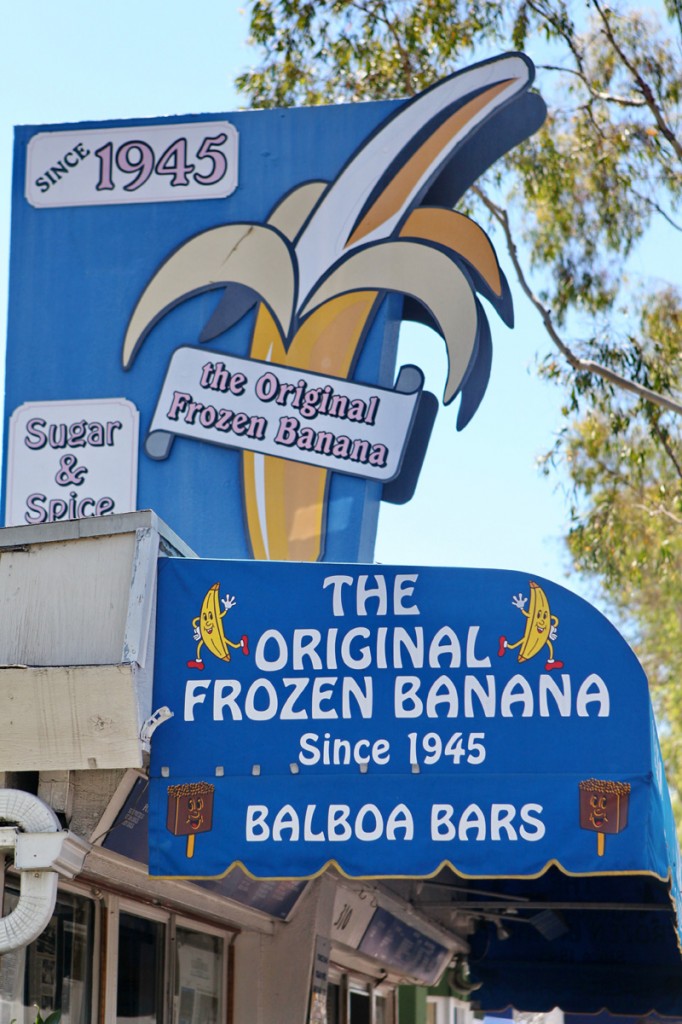 SINCE 1945
the Original
Frozen Banana
Sugar
&
Spice
THE
ORIGINAL
FROZEN BANANA
Since 1945
BALBOA BARS